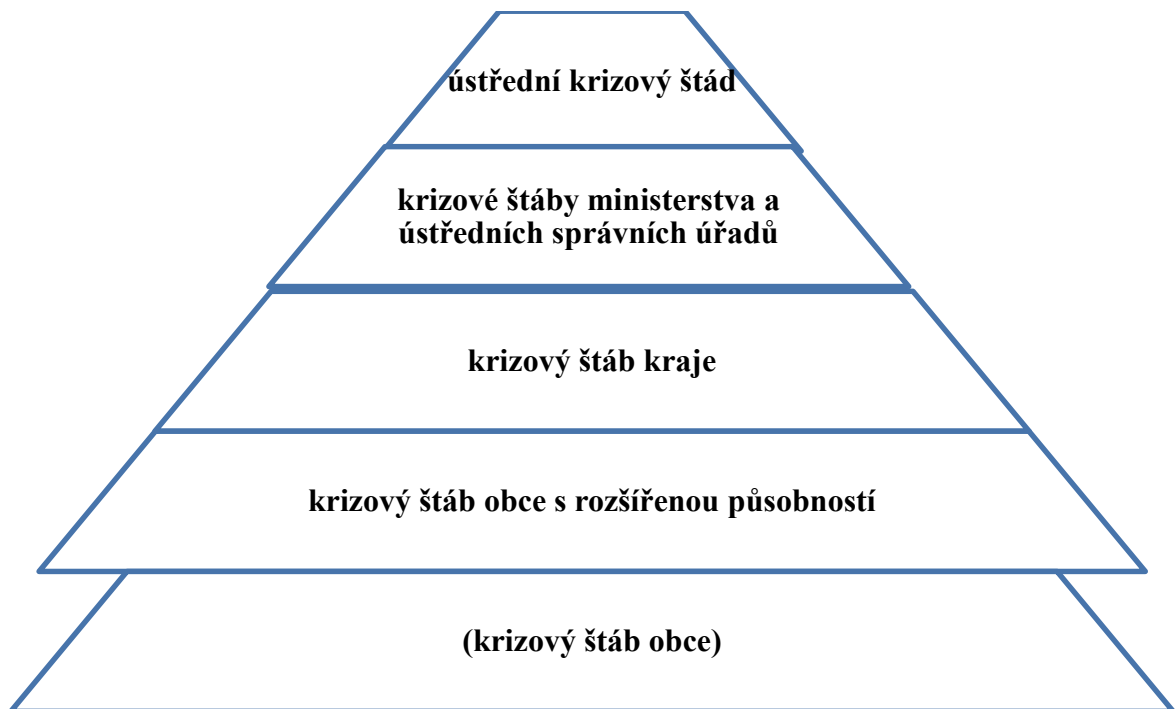 ústřední krizový štád
krizové štáby ministerstva a
ústředních správních úřadů
krizový štáb kraje
krizový štáb obce s rozšířenou působností
(krizový štáb obce)